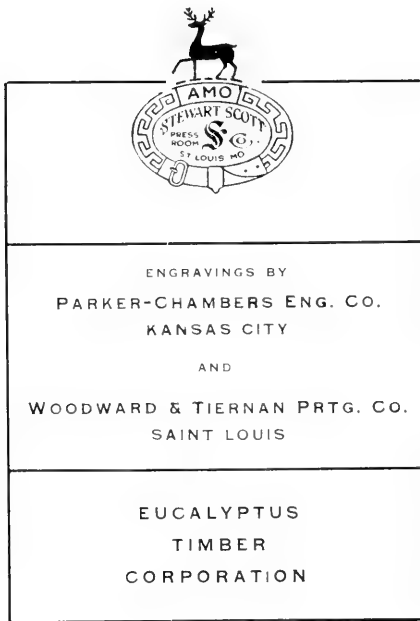 AMO
STEWART SCOTT
PRESS
ROOM S Co.
ST LOUIS MO
ENGRAVINGS BY
PARKER-CHAMBERS ENG. CO.
KANSAS CITY
AND
WOODWARD & TIERNAN PRTG. CO.
SAINT LOUIS
EUCALYPTUS
TIMBER
CORPORATION